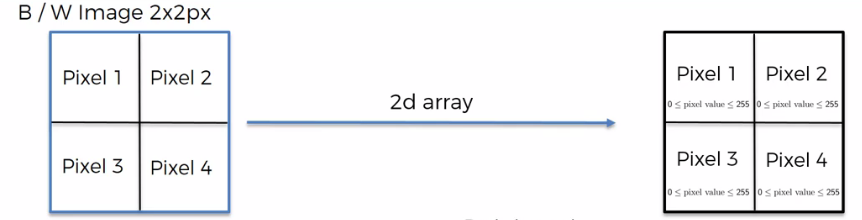 B / W Image 2x2px
Pixel 1 Pixel 2
Pixel 3 Pixel 4
2d array
Pixel 1 Pixel 2
0 ≤ pixel value ≤ 255 0 ≤ pixel value ≤ 255
Pixel 3 Pixel 4
0 ≤ pixel value ≤ 255 0 ≤ pixel value ≤ 255